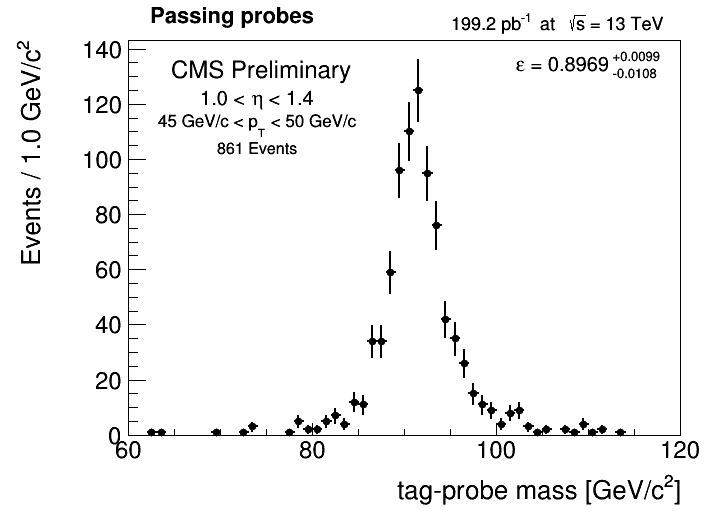 Passing probes
199.2 pb⁻¹ at √s = 13 TeV
CMS Preliminary
ε = 0.8969 +0.0099 -0.0108
1.0 < η < 1.4
45 GeV/c < p_T < 50 GeV/c
861 Events
Events / 1.0 GeV/c²
140
120
100
80
60
40
20
0
60 80 100 120
tag-probe mass [GeV/c²]